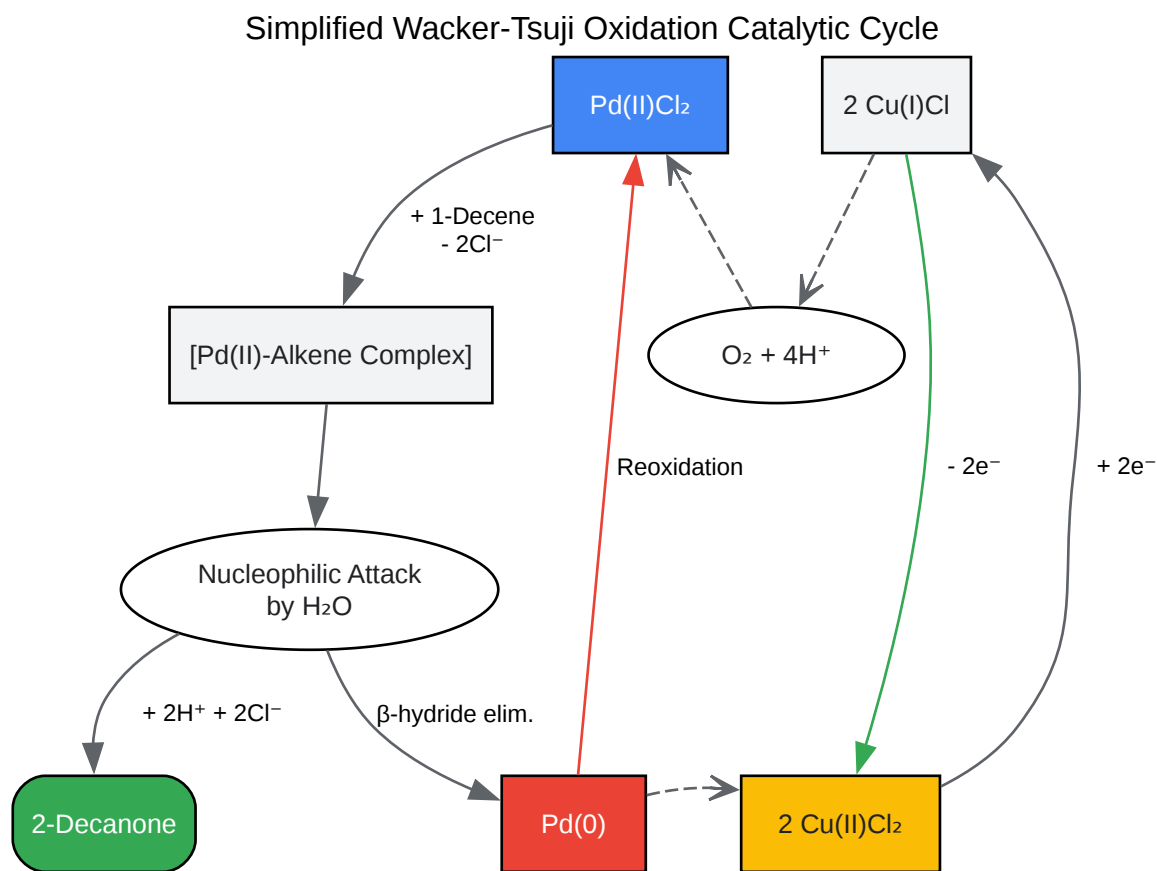 Simplified Wacker-Tsuji Oxidation Catalytic Cycle
Pd(II)Cl₂
2 Cu(I)Cl
+ 1-Decene
- 2Cl⁻
[Pd(II)-Alkene Complex]
O₂ + 4H⁺
Reoxidation
- 2e⁻
+ 2e⁻
Nucleophilic Attack
by H₂O
+ 2H⁺ + 2Cl⁻
β-hydride elim.
2-Decanone
Pd(0)
2 Cu(II)Cl₂